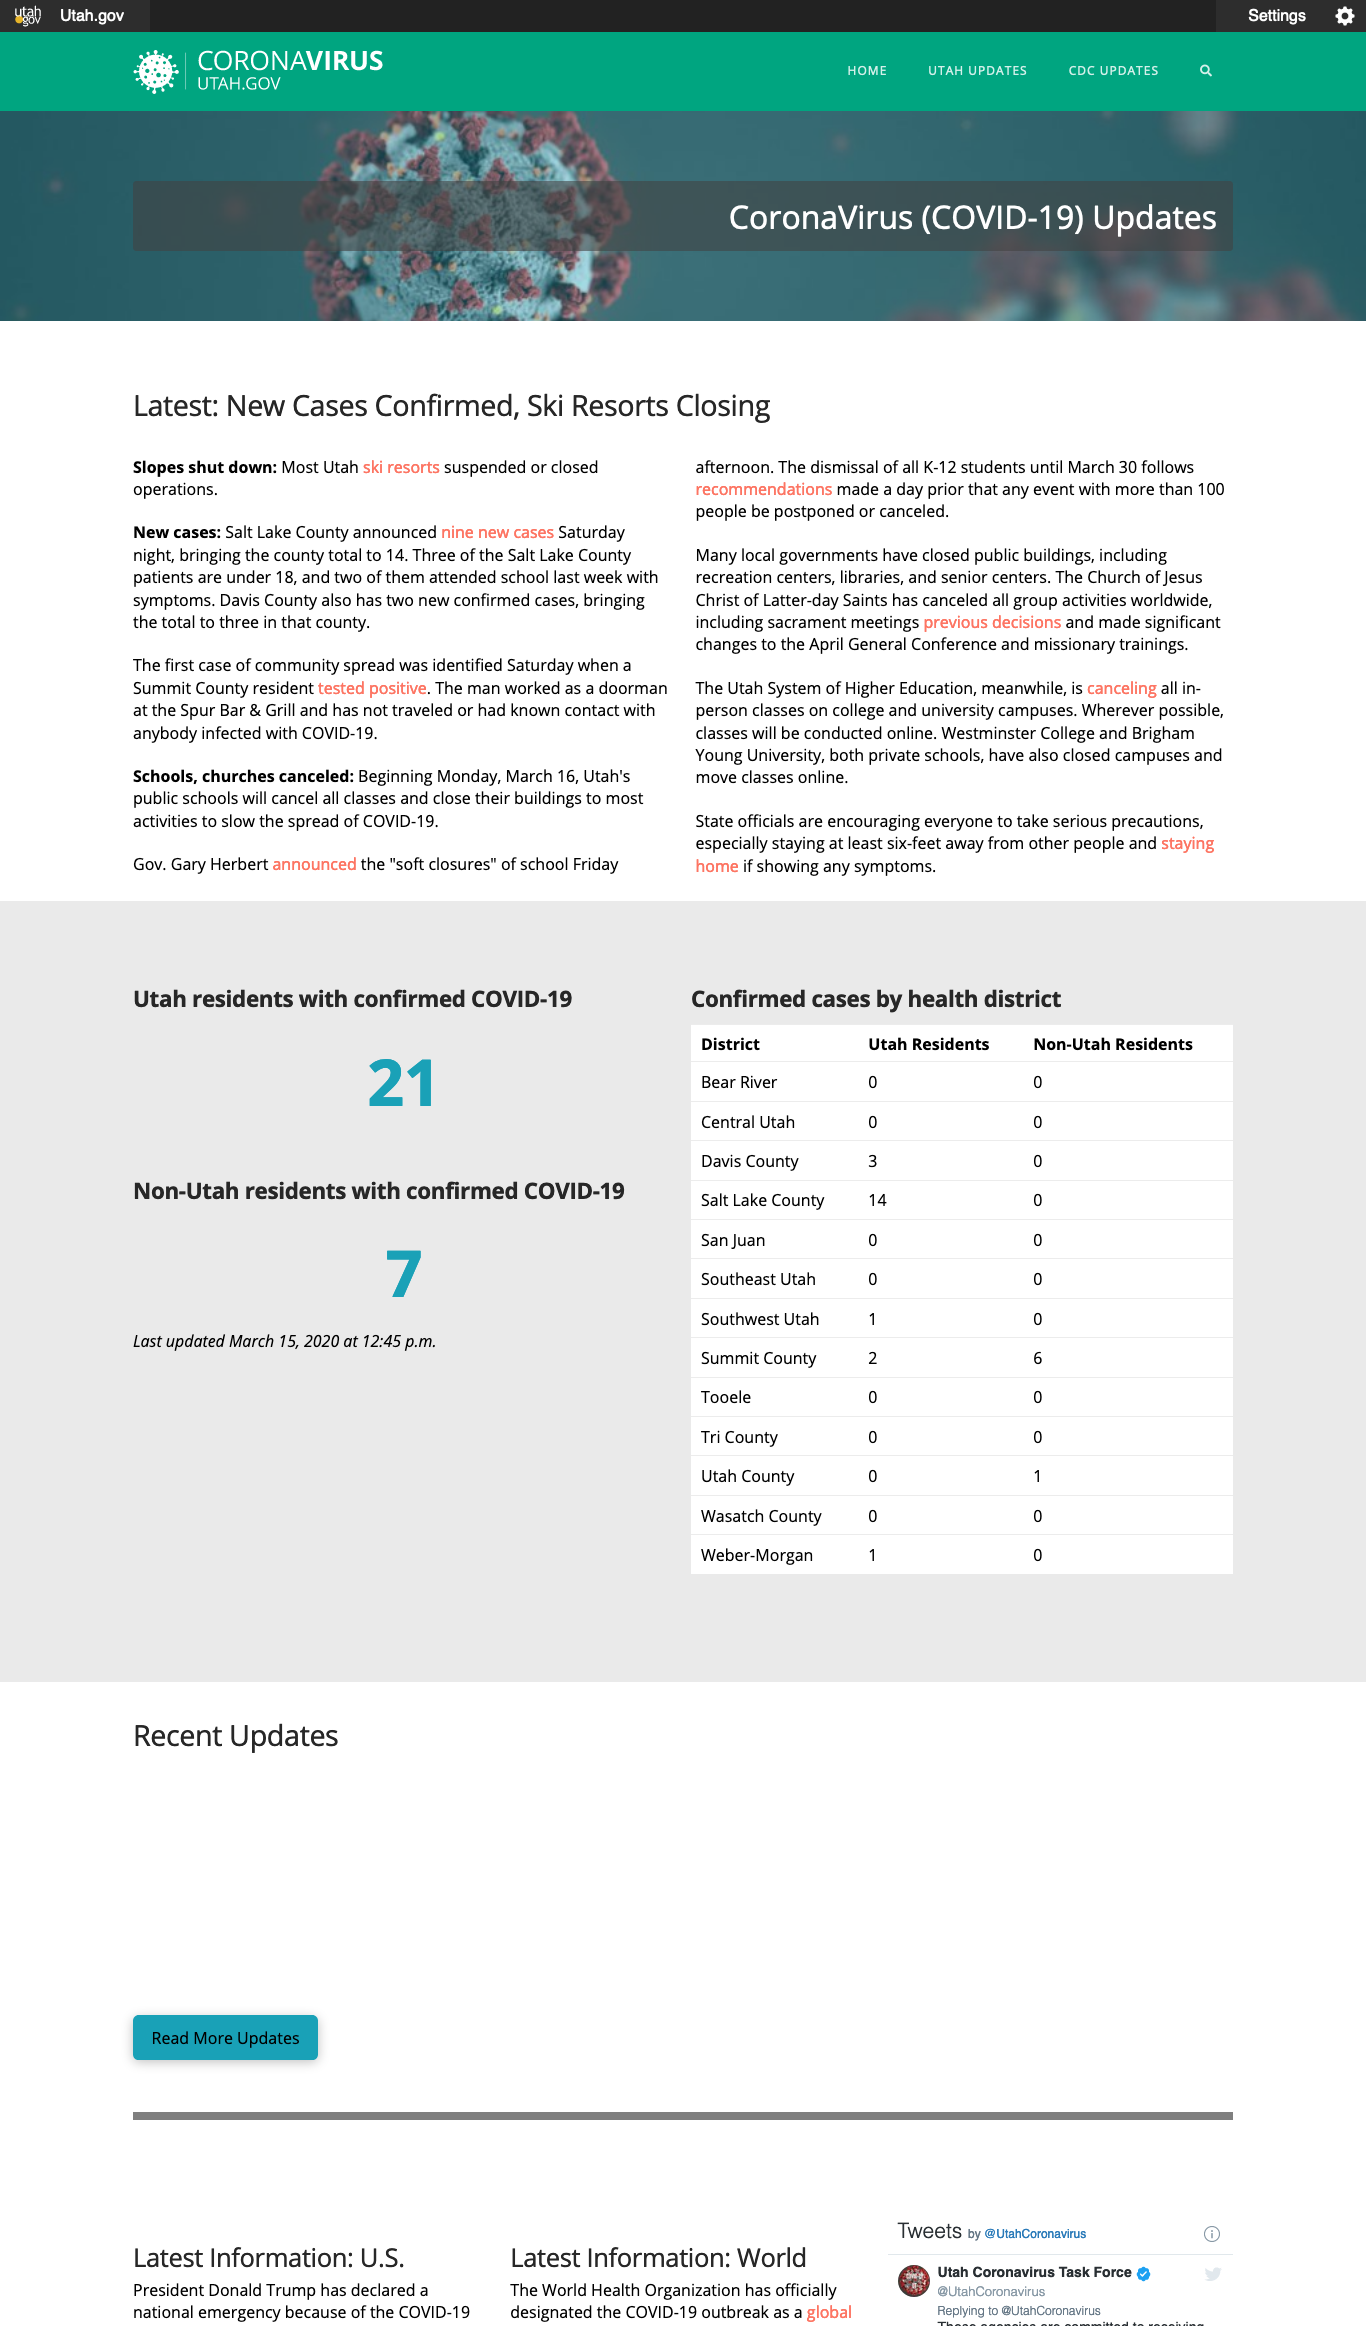 utah
gov
Utah.gov
Settings
CORONAVIRUS
UTAH.GOV
HOME
UTAH UPDATES
CDC UPDATES
CoronaVirus (COVID-19) Updates
Latest: New Cases Confirmed, Ski Resorts Closing
Slopes shut down: Most Utah ski resorts suspended or closed
operations.
New cases: Salt Lake County announced nine new cases Saturday
night, bringing the county total to 14. Three of the Salt Lake County
patients are under 18, and two of them attended school last week with
symptoms. Davis County also has two new confirmed cases, bringing
the total to three in that county.
The first case of community spread was identified Saturday when a
Summit County resident tested positive. The man worked as a doorman
at the Spur Bar & Grill and has not traveled or had known contact with
anybody infected with COVID-19.
Schools, churches canceled: Beginning Monday, March 16, Utah's
public schools will cancel all classes and close their buildings to most
activities to slow the spread of COVID-19.
Gov. Gary Herbert announced the "soft closures" of school Friday
afternoon. The dismissal of all K-12 students until March 30 follows
recommendations made a day prior that any event with more than 100
people be postponed or canceled.
Many local governments have closed public buildings, including
recreation centers, libraries, and senior centers. The Church of Jesus
Christ of Latter-day Saints has canceled all group activities worldwide,
including sacrament meetings previous decisions and made significant
changes to the April General Conference and missionary trainings.
The Utah System of Higher Education, meanwhile, is canceling all in-
person classes on college and university campuses. Wherever possible,
classes will be conducted online. Westminster College and Brigham
Young University, both private schools, have also closed campuses and
move classes online.
State officials are encouraging everyone to take serious precautions,
especially staying at least six-feet away from other people and staying
home if showing any symptoms.
Utah residents with confirmed COVID-19
21
Non-Utah residents with confirmed COVID-19
7
Last updated March 15, 2020 at 12:45 p.m.
Confirmed cases by health district
District Utah Residents Non-Utah Residents
Bear River 0 0
Central Utah 0 0
Davis County 3 0
Salt Lake County 14 0
San Juan 0 0
Southeast Utah 0 0
Southwest Utah 1 0
Summit County 2 6
Tooele 0 0
Tri County 0 0
Utah County 0 1
Wasatch County 0 0
Weber-Morgan 1 0
Recent Updates
Read More Updates
Latest Information: U.S.
President Donald Trump has declared a
national emergency because of the COVID-19
Latest Information: World
The World Health Organization has officially
designated the COVID-19 outbreak as a global
Tweets by @UtahCoronavirus
Utah Coronavirus Task Force
@UtahCoronavirus
Replying to @UtahCoronavirus
These agencies are committed to receiving